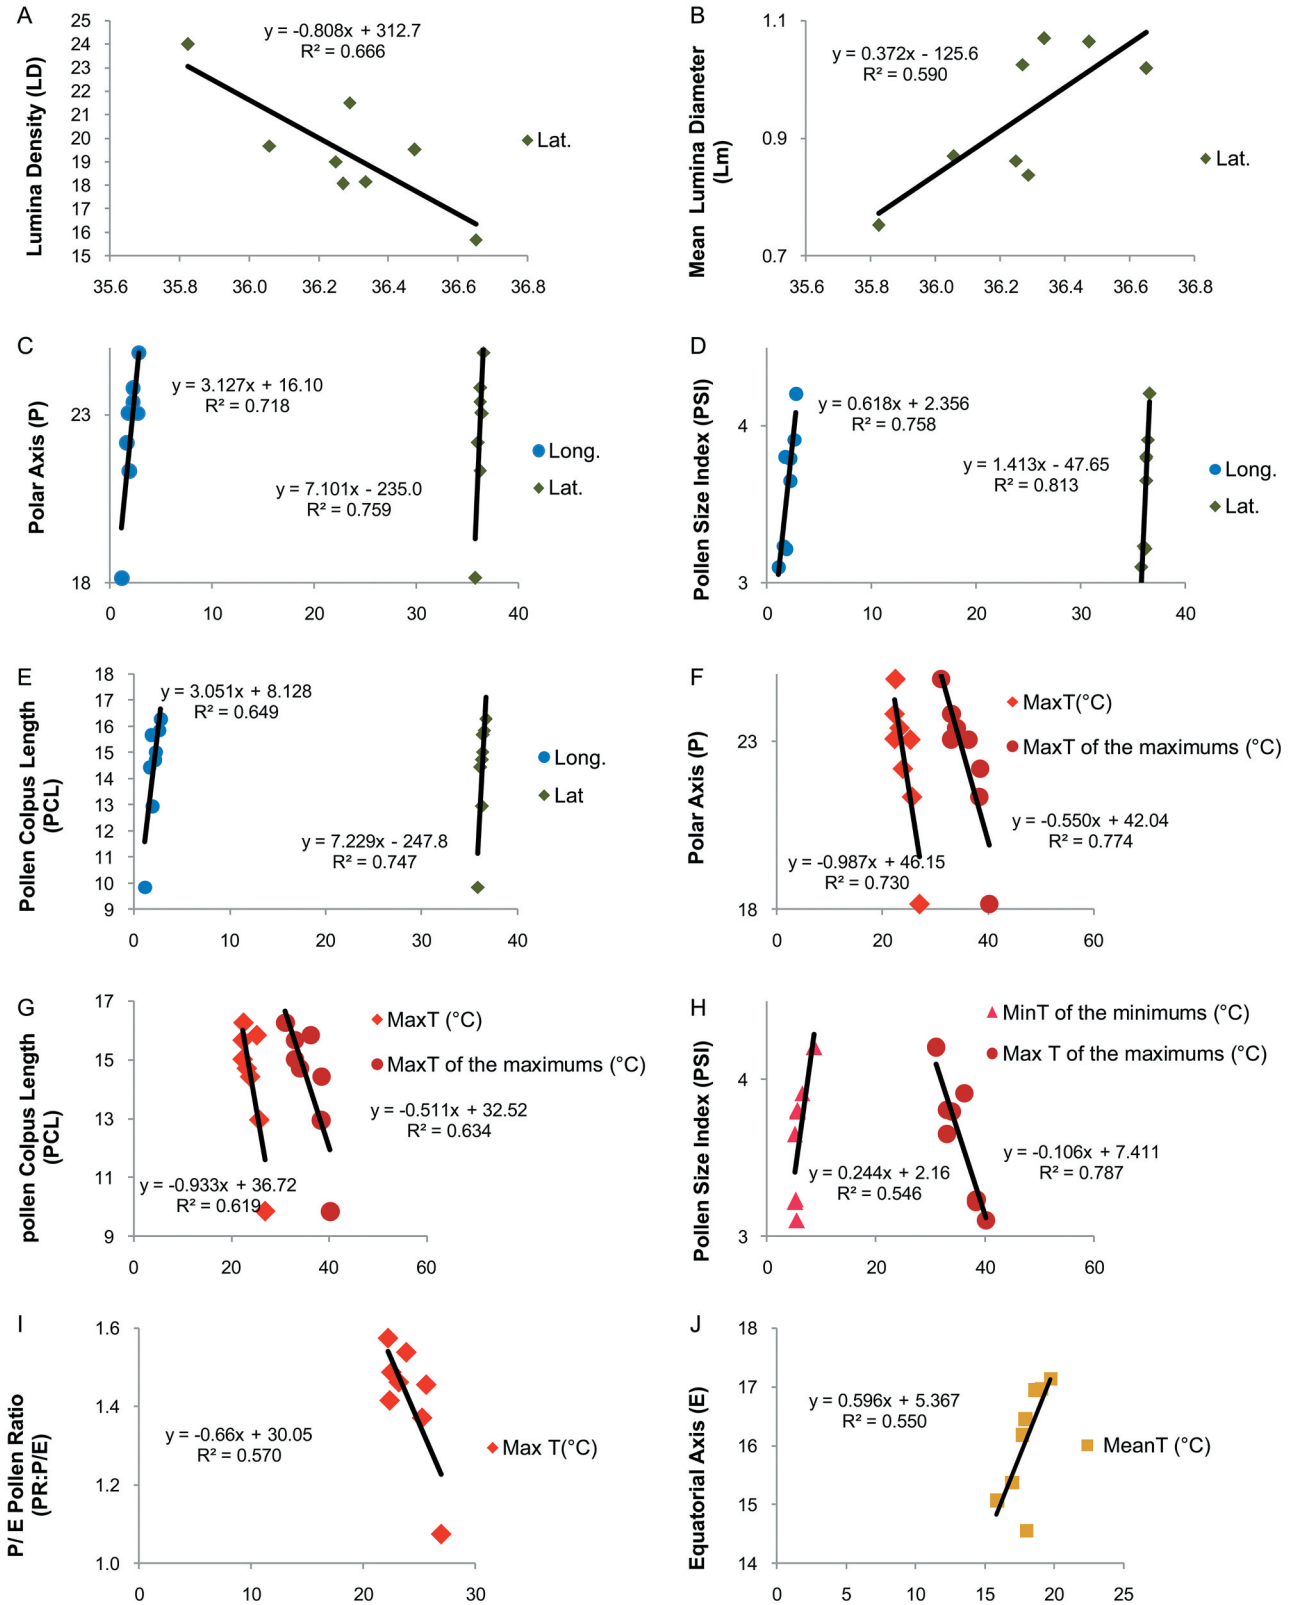 A
Lumina Density (LD)
25
24
23
22
21
20
19
18
17
16
15
y = -0.808x + 312.7
R² = 0.666
Lat.
35.6 35.8 36.0 36.2 36.4 36.6 36.8
B
Mean Lumina Diameter
(Lm)
1.1
0.9
0.7
y = 0.372x - 125.6
R² = 0.590
Lat.
35.6 35.8 36.0 36.2 36.4 36.6 36.8
C
Polar Axis (P)
23
18
y = 3.127x + 16.10
R² = 0.718
y = 7.101x - 235.0
R² = 0.759
Long.
Lat.
0 10 20 30 40
D
Pollen Size Index (PSI)
4
3
y = 0.618x + 2.356
R² = 0.758
y = 1.413x - 47.65
R² = 0.813
Long.
Lat.
0 10 20 30 40
E
Pollen Colpus Length
(PCL)
18
17
16
15
14
13
12
11
10
9
y = 3.051x + 8.128
R² = 0.649
y = 7.229x - 247.8
R² = 0.747
Long.
Lat
0 10 20 30 40
F
Polar Axis (P)
23
18
MaxT(°C)
MaxT of the maximums (°C)
y = -0.550x + 42.04
R² = 0.774
y = -0.987x + 46.15
R² = 0.730
0 20 40 60
G
pollen Colpus Length
(PCL)
17
15
13
11
9
MaxT (°C)
MaxT of the maximums (°C)
y = -0.511x + 32.52
R² = 0.634
y = -0.933x + 36.72
R² = 0.619
0 20 40 60
H
Pollen Size Index (PSI)
4
3
MinT of the minimums (°C)
Max T of the maximums (°C)
y = -0.106x + 7.411
R² = 0.787
y = 0.244x + 2.16
R² = 0.546
0 20 40 60
I
P/ E Pollen Ratio
(PR:P/E)
1.6
1.4
1.2
1.0
y = -0.66x + 30.05
R² = 0.570
Max T(°C)
0 10 20 30
J
Equatorial Axis (E)
18
17
16
15
14
y = 0.596x + 5.367
R² = 0.550
MeanT (°C)
0 5 10 15 20 25